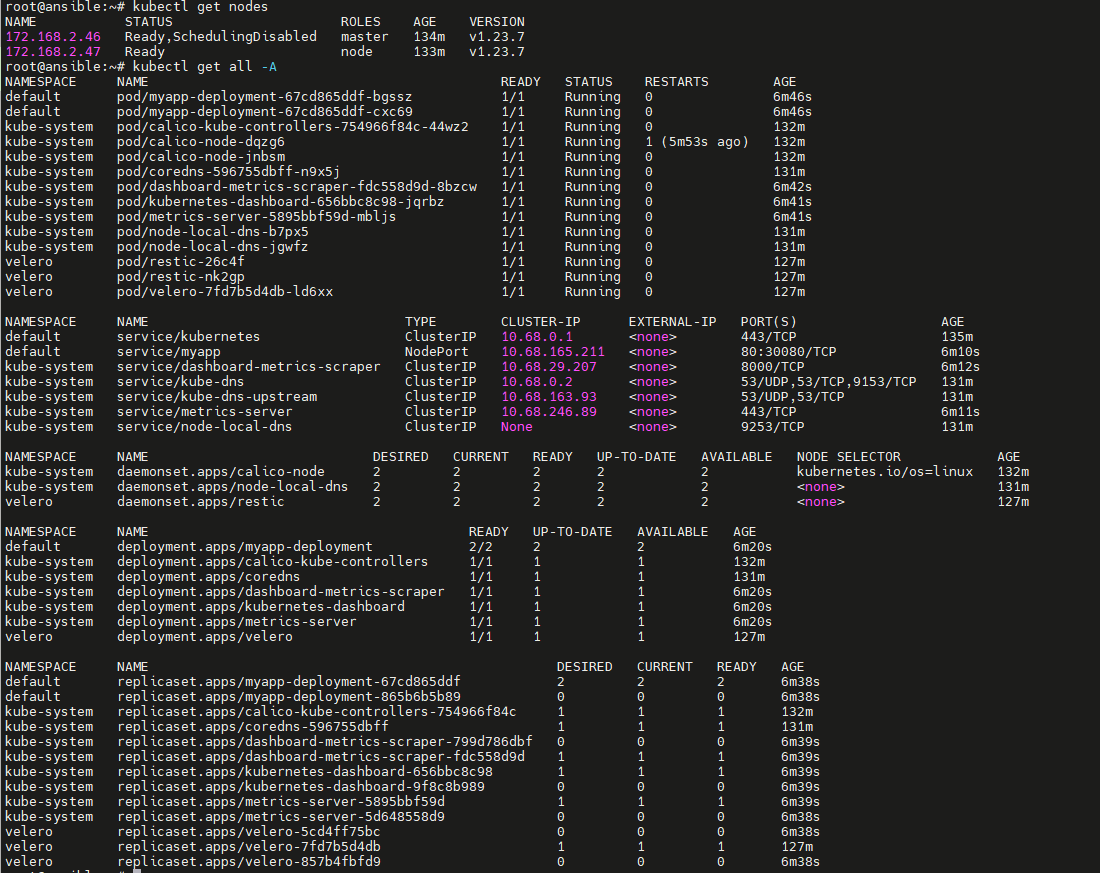 root@ansible:~# kubectl get nodes
NAME STATUS ROLES AGE VERSION
172.168.2.46 Ready,SchedulingDisabled master 134m v1.23.7
172.168.2.47 Ready node 133m v1.23.7
root@ansible:~# kubectl get all -A
NAMESPACE NAME READY STATUS RESTARTS AGE
default pod/myapp-deployment-67cd865ddf-bgssz 1/1 Running 0 6m46s
default pod/myapp-deployment-67cd865ddf-cxc69 1/1 Running 0 6m46s
kube-system pod/calico-kube-controllers-754966f84c-44wz2 1/1 Running 0 132m
kube-system pod/calico-node-dqzg6 1/1 Running 1 (5m53s ago) 132m
kube-system pod/calico-node-jnbsm 1/1 Running 0 132m
kube-system pod/coredns-596755dbff-n9x5j 1/1 Running 0 131m
kube-system pod/dashboard-metrics-scraper-fdc558d9d-8bzcw 1/1 Running 0 6m42s
kube-system pod/kubernetes-dashboard-656bbc8c98-jqrbz 1/1 Running 0 6m41s
kube-system pod/metrics-server-5895bbf59d-mbljs 1/1 Running 0 6m41s
kube-system pod/node-local-dns-b7px5 1/1 Running 0 131m
kube-system pod/node-local-dns-jgwfz 1/1 Running 0 131m
velero pod/restic-26c4f 1/1 Running 0 127m
velero pod/restic-nk2gp 1/1 Running 0 127m
velero pod/velero-7fd7b5d4db-ld6xx 1/1 Running 0 127m
NAMESPACE NAME TYPE CLUSTER-IP EXTERNAL-IP PORT(S) AGE
default service/kubernetes ClusterIP 10.68.0.1 <none> 443/TCP 135m
default service/myapp NodePort 10.68.165.211 <none> 80:30080/TCP 6m10s
kube-system service/dashboard-metrics-scraper ClusterIP 10.68.29.207 <none> 8000/TCP 6m12s
kube-system service/kube-dns ClusterIP 10.68.0.2 <none> 53/UDP,53/TCP,9153/TCP 131m
kube-system service/kube-dns-upstream ClusterIP 10.68.163.93 <none> 53/UDP,53/TCP 131m
kube-system service/metrics-server ClusterIP 10.68.246.89 <none> 443/TCP 6m11s
kube-system service/node-local-dns ClusterIP None <none> 9253/TCP 131m
NAMESPACE NAME DESIRED CURRENT READY UP-TO-DATE AVAILABLE NODE SELECTOR AGE
kube-system daemonset.apps/calico-node 2 2 2 2 2 kubernetes.io/os=linux 132m
kube-system daemonset.apps/node-local-dns 2 2 2 2 2 <none> 131m
velero daemonset.apps/restic 2 2 2 2 2 <none> 127m
NAMESPACE NAME READY UP-TO-DATE AVAILABLE AGE
default deployment.apps/myapp-deployment 2/2 2 2 6m20s
kube-system deployment.apps/calico-kube-controllers 1/1 1 1 132m
kube-system deployment.apps/coredns 1/1 1 1 131m
kube-system deployment.apps/dashboard-metrics-scraper 1/1 1 1 6m20s
kube-system deployment.apps/kubernetes-dashboard 1/1 1 1 6m20s
kube-system deployment.apps/metrics-server 1/1 1 1 6m20s
velero deployment.apps/velero 1/1 1 1 127m
NAMESPACE NAME DESIRED CURRENT READY AGE
default replicaset.apps/myapp-deployment-67cd865ddf 2 2 2 6m38s
default replicaset.apps/myapp-deployment-865b6b5b89 0 0 0 6m38s
kube-system replicaset.apps/calico-kube-controllers-754966f84c 1 1 1 132m
kube-system replicaset.apps/coredns-596755dbff 1 1 1 131m
kube-system replicaset.apps/dashboard-metrics-scraper-799d786dbf 0 0 0 6m39s
kube-system replicaset.apps/dashboard-metrics-scraper-fdc558d9d 1 1 1 6m39s
kube-system replicaset.apps/kubernetes-dashboard-656bbc8c98 1 1 1 6m39s
kube-system replicaset.apps/kubernetes-dashboard-9f8c8b989 0 0 0 6m39s
kube-system replicaset.apps/metrics-server-5895bbf59d 1 1 1 6m39s
kube-system replicaset.apps/metrics-server-5d648558d9 0 0 0 6m38s
velero replicaset.apps/velero-5cd4ff75bc 0 0 0 6m38s
velero replicaset.apps/velero-7fd7b5d4db 1 1 1 127m
velero replicaset.apps/velero-857b4fbfd9 0 0 0 6m38s